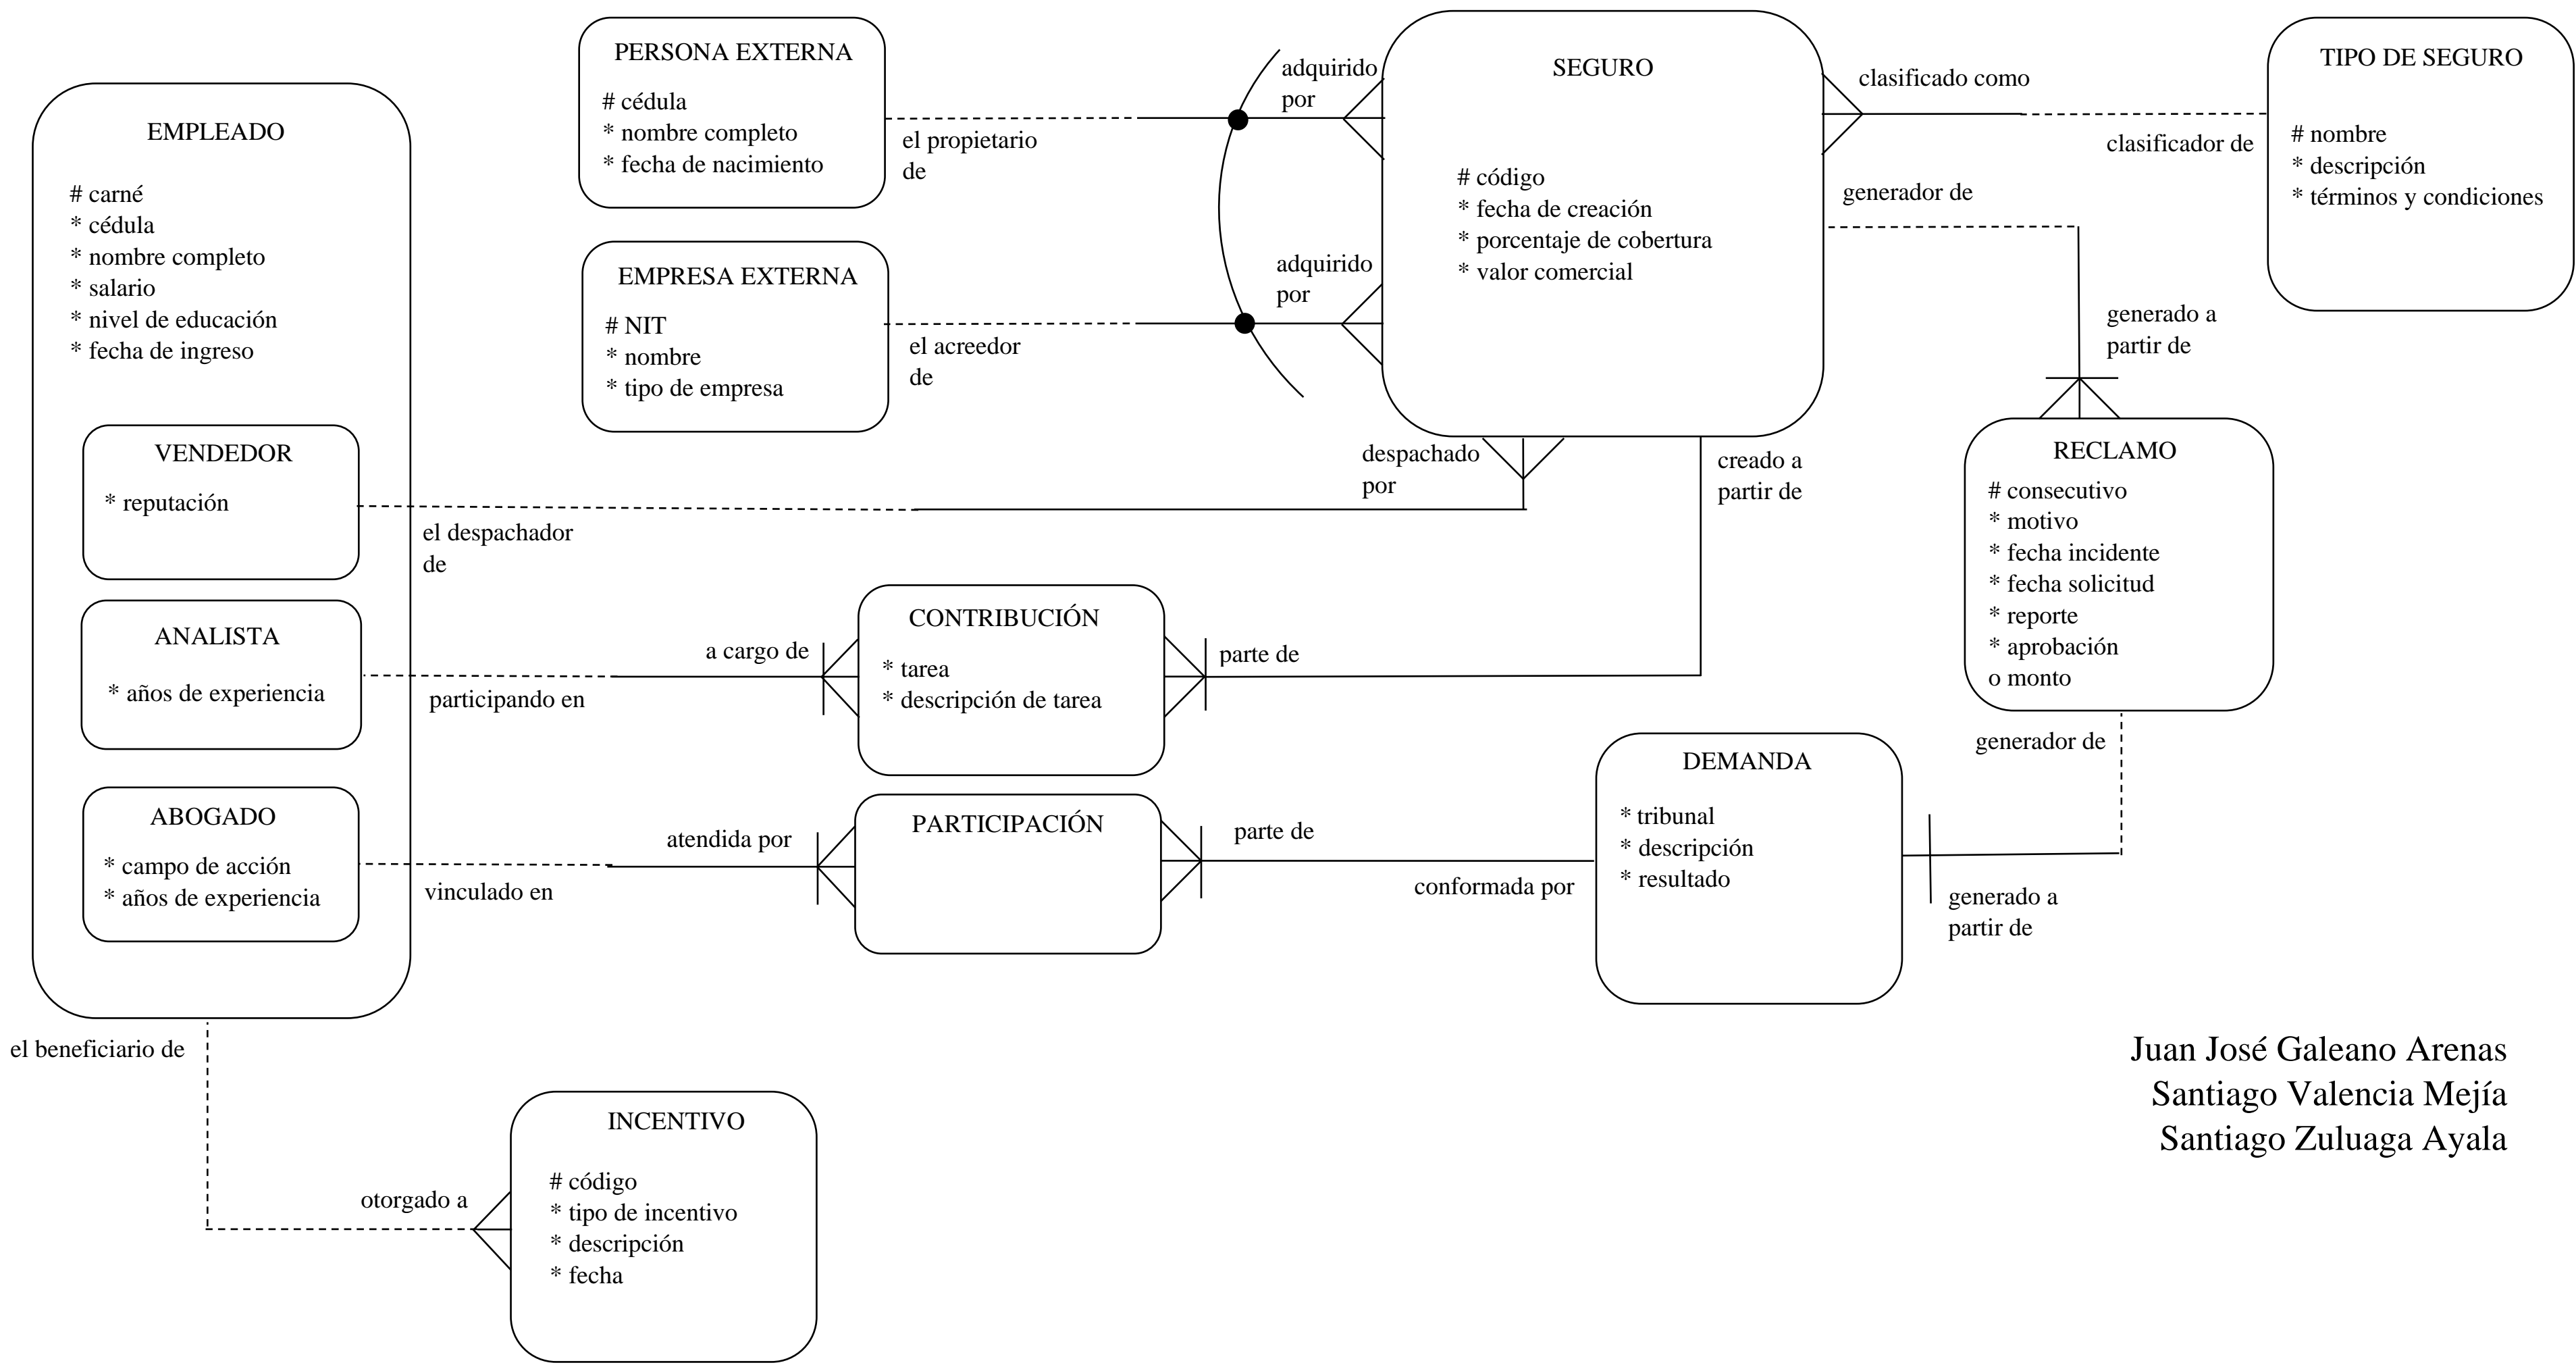 PERSONA EXTERNA
# cédula
* nombre completo
* fecha de nacimiento
el propietario
de
adquirido
por
SEGURO
# código
* fecha de creación
* porcentaje de cobertura
* valor comercial
clasificado como
clasificador de
TIPO DE SEGURO
# nombre
* descripción
* términos y condiciones
EMPLEADO
# carné
* cédula
* nombre completo
* salario
* nivel de educación
* fecha de ingreso
EMPRESA EXTERNA
# NIT
* nombre
* tipo de empresa
el acreedor
de
adquirido
por
generador de
generado a
partir de
VENDEDOR
* reputación
el despachador
de
despachado
por
creado a
partir de
RECLAMO
# consecutivo
* motivo
* fecha incidente
* fecha solicitud
* reporte
* aprobación
o monto
ANALISTA
* años de experiencia
participando en
a cargo de
CONTRIBUCIÓN
* tarea
* descripción de tarea
parte de
generador de
ABOGADO
* campo de acción
* años de experiencia
vinculado en
atendida por
PARTICIPACIÓN
parte de
conformada por
DEMANDA
* tribunal
* descripción
* resultado
generado a
partir de
el beneficiario de
otorgado a
INCENTIVO
# código
* tipo de incentivo
* descripción
* fecha
Juan José Galeano Arenas
Santiago Valencia Mejía
Santiago Zuluaga Ayala